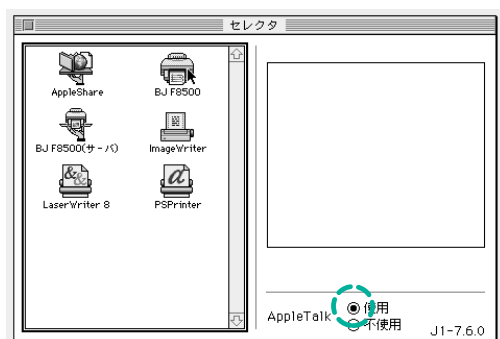 セレクタ
AppleShare
BJ F8500
BJ F8500(サーバ)
ImageWriter
LaserWriter 8
PSPrinter
AppleTalk
使用
不使用
J1-7.6.0